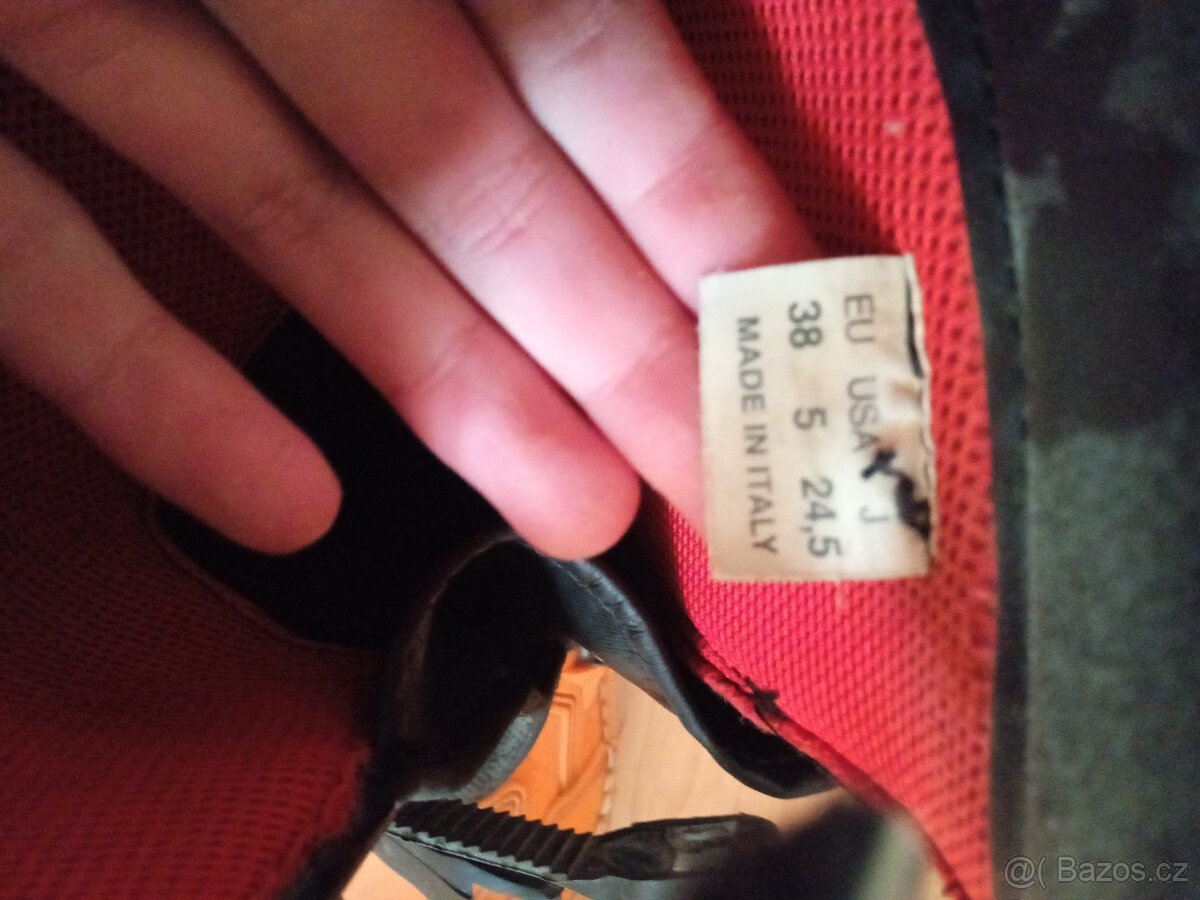 EU USA J
38 5 24,5
MADE IN ITALY
@( Bazos.cz